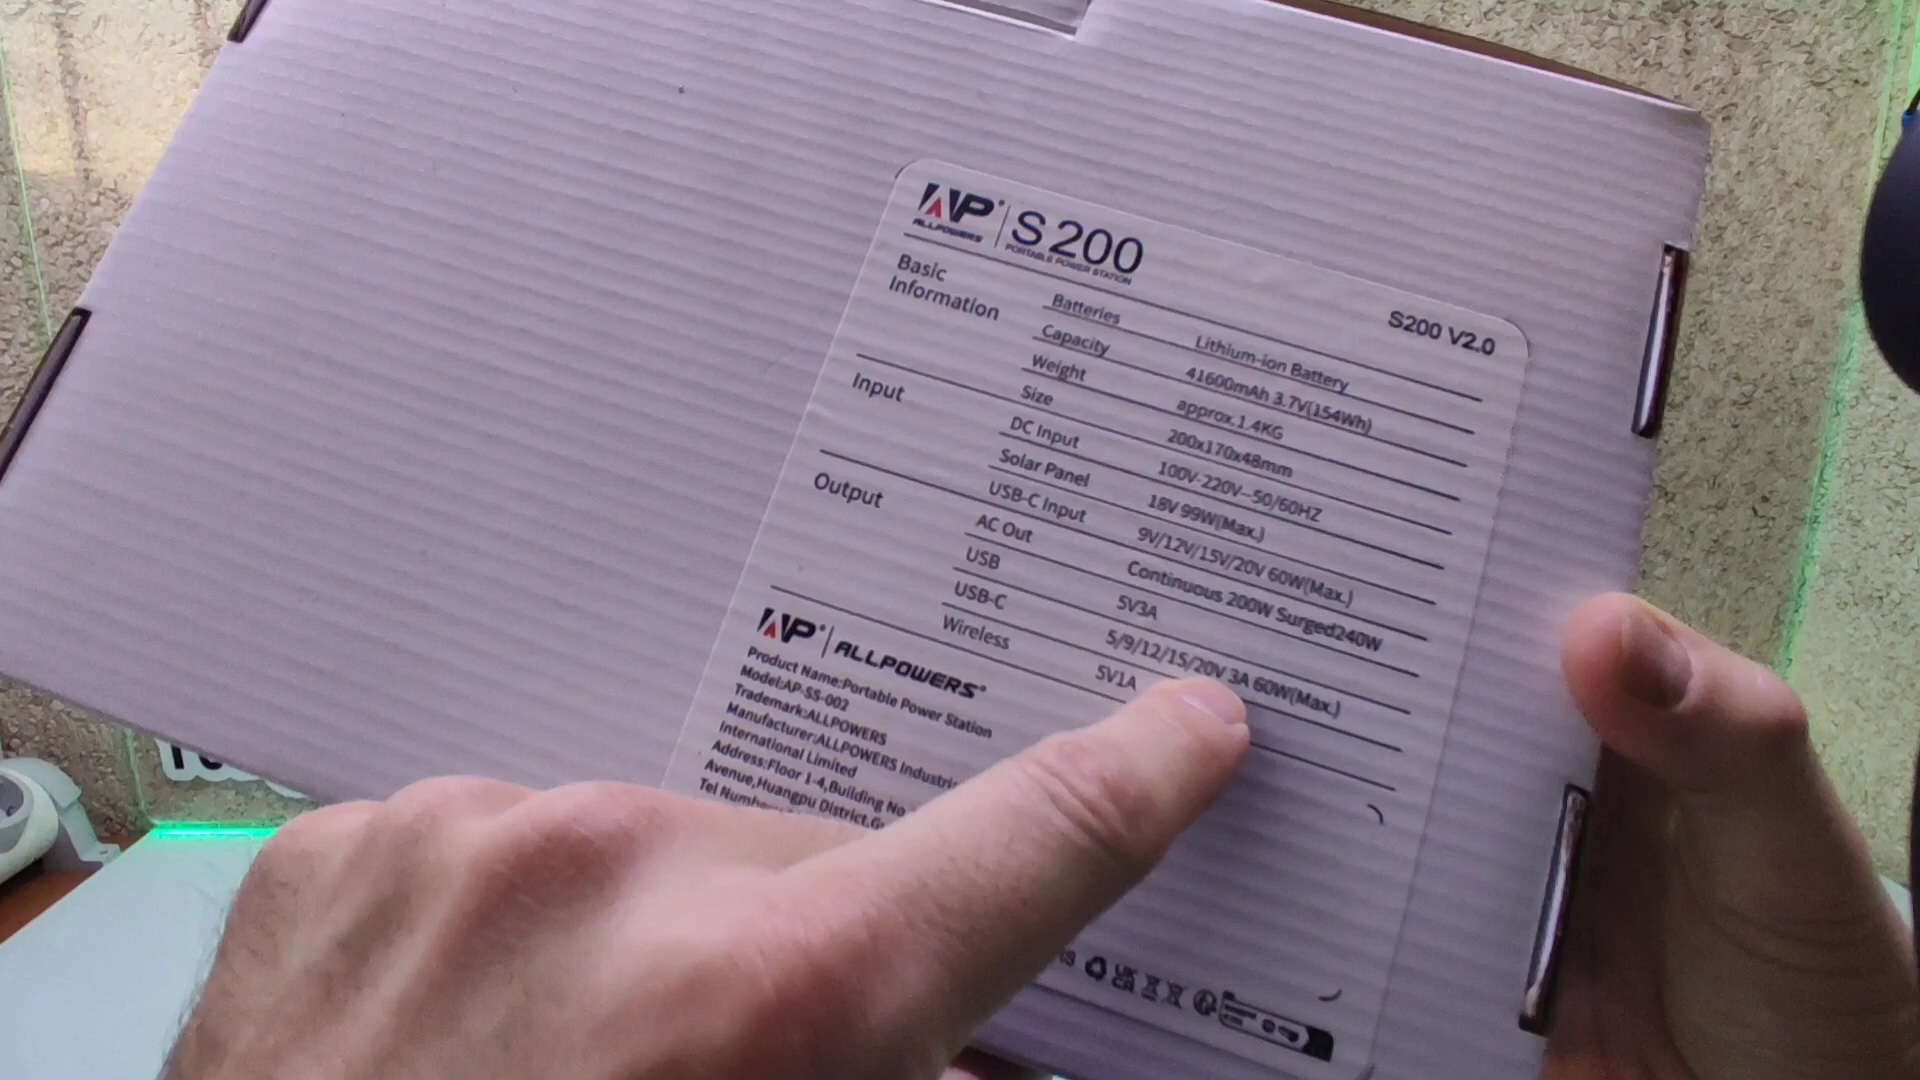 AP ALLPOWERS S200
PORTABLE POWER STATION
S200 V2.0
Basic Information
Batteries Lithium-ion Battery
Capacity 41600mAh 3.7V(154Wh)
Weight approx.1.4KG
Size 200x170x48mm
Input
DC Input 100V-220V~50/60HZ
Solar Panel 18V 99W(Max.)
USB-C Input 9V/12V/15V/20V 60W(Max.)
Output
AC Out Continuous 200W Surged240W
USB 5V3A
USB-C 5/9/12/15/20V 3A 60W(Max.)
Wireless 5V1A
AP ALLPOWERS
Product Name:Portable Power Station
Model:AP-SS-002
Trademark:ALLPOWERS
Manufacturer:ALLPOWERS
International Limited
Address:Floor 1-4,Building
Avenue,Huangpu District.
Tel